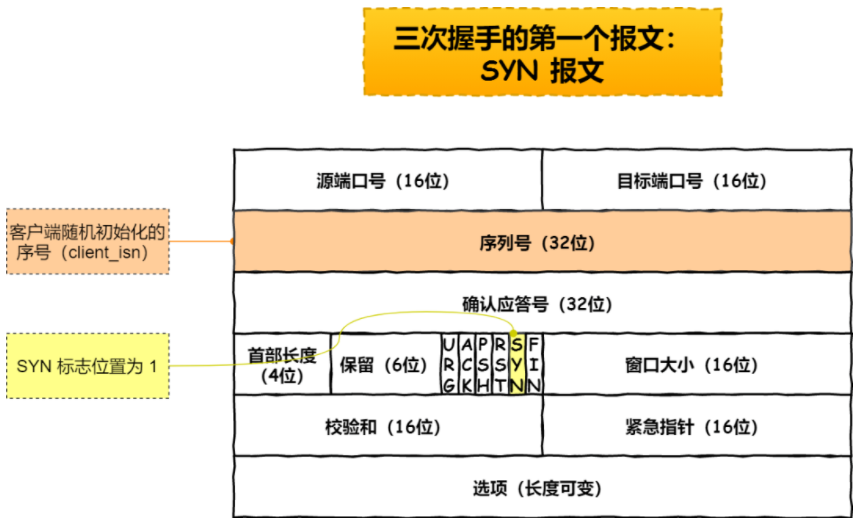 三次握手的第一个报文：
SYN 报文
源端口号（16位）
目标端口号（16位）
客户端随机初始化的
序号（client_isn）
序列号（32位）
确认应答号（32位）
SYN 标志位置为 1
首部长度
（4位）
保留（6位）
URG
ACK
PSH
RST
SYN
FIN
窗口大小（16位）
校验和（16位）
紧急指针（16位）
选项（长度可变）